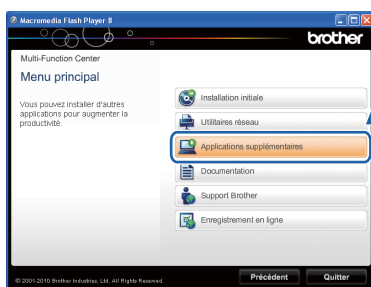 Macromedia Flash Player 8
brother
Multi-Function Center
Menu principal
Vous pouvez installer d'autres
applications pour augmenter la
productivité.
Installation initiale
Utilitaires réseau
Applications supplémentaires
Documentation
Support Brother
Enregistrement en ligne
© 2001-2010 Brother Industries, Ltd. All Rights Reserved.
Précédent
Quitter